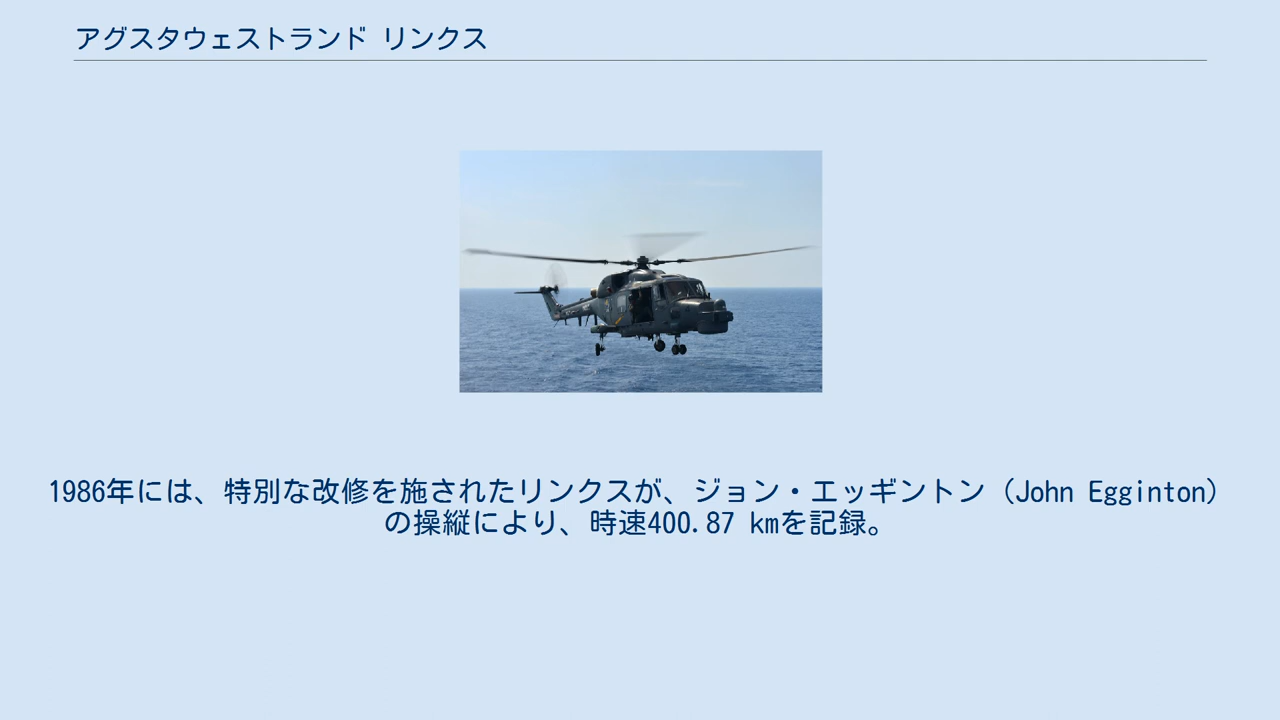 アグスタウェストランド リンクス
1986年には、特別な改修を施されたリンクスが、ジョン・エッギントン（John Egginton）
の操縦により、時速400.87 kmを記録。